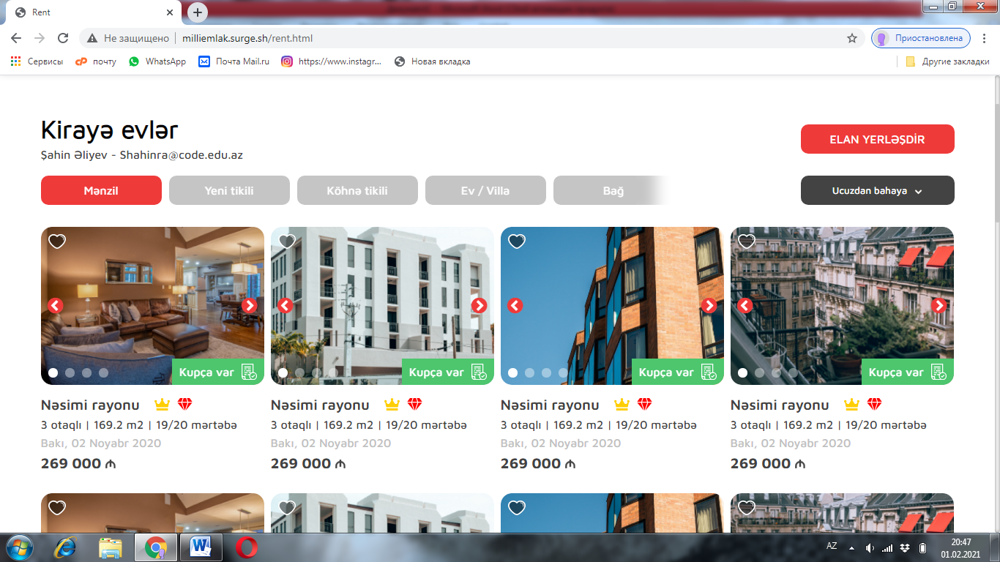 Rent
Не защищено | milliemlak.surge.sh/rent.html
Приостановлена
Сервисы
почту
WhatsApp
Почта Mail.ru
https://www.instagr...
Новая вкладка
Другие закладки
Kirayə evlər
Şahin Əliyev - Shahinra@code.edu.az
ELAN YERLƏŞDİR
Mənzil
Yeni tikili
Köhnə tikili
Ev / Villa
Bağ
Ucuzdan bahaya
Kupça var
Kupça var
Kupça var
Kupça var
Nəsimi rayonu
3 otaqlı | 169.2 m2 | 19/20 mərtəbə
Bakı, 02 Noyabr 2020
269 000 ₼
Nəsimi rayonu
3 otaqlı | 169.2 m2 | 19/20 mərtəbə
Bakı, 02 Noyabr 2020
269 000 ₼
Nəsimi rayonu
3 otaqlı | 169.2 m2 | 19/20 mərtəbə
Bakı, 02 Noyabr 2020
269 000 ₼
Nəsimi rayonu
3 otaqlı | 169.2 m2 | 19/20 mərtəbə
Bakı, 02 Noyabr 2020
269 000 ₼
AZ
20:47
01.02.2021